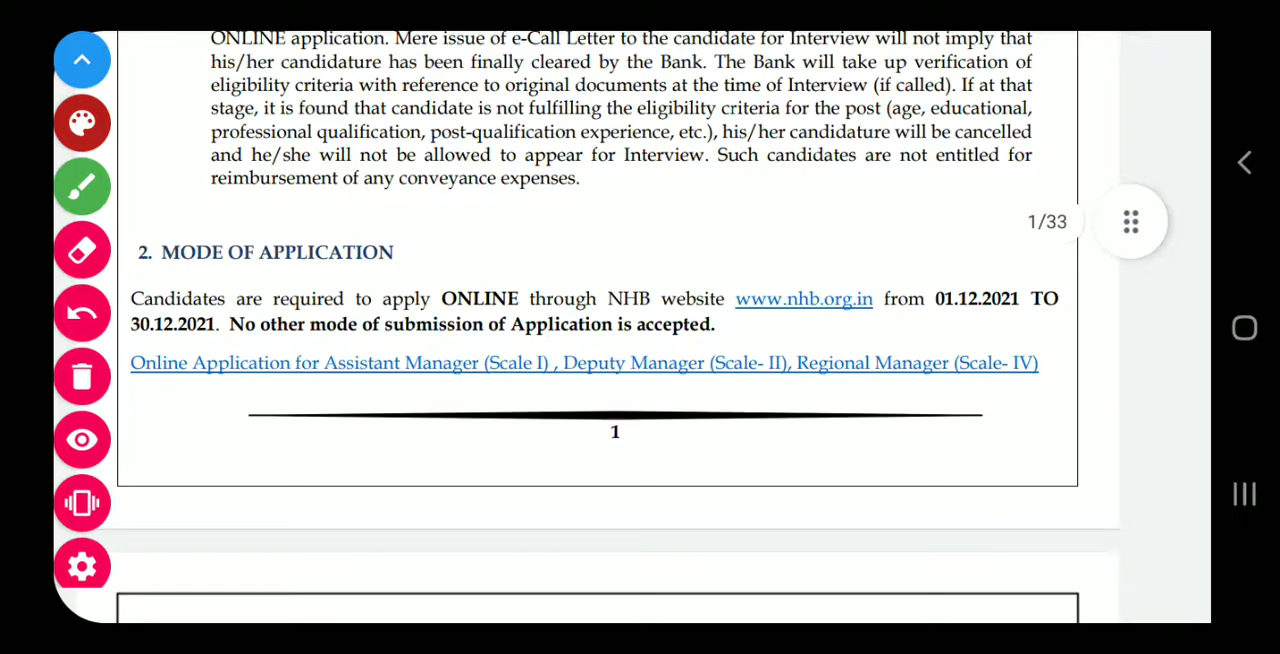 ONLINE application. Mere issue of e-Call Letter to the candidate for Interview will not imply that
his/her candidature has been finally cleared by the Bank. The Bank will take up verification of
eligibility criteria with reference to original documents at the time of Interview (if called). If at that
stage, it is found that candidate is not fulfilling the eligibility criteria for the post (age, educational,
professional qualification, post-qualification experience, etc.), his/her candidature will be cancelled
and he/she will not be allowed to appear for Interview. Such candidates are not entitled for
reimbursement of any conveyance expenses.
1/33
2. MODE OF APPLICATION
Candidates are required to apply ONLINE through NHB website www.nhb.org.in from 01.12.2021 TO
30.12.2021. No other mode of submission of Application is accepted.
Online Application for Assistant Manager (Scale I) , Deputy Manager (Scale- II), Regional Manager (Scale- IV)
1